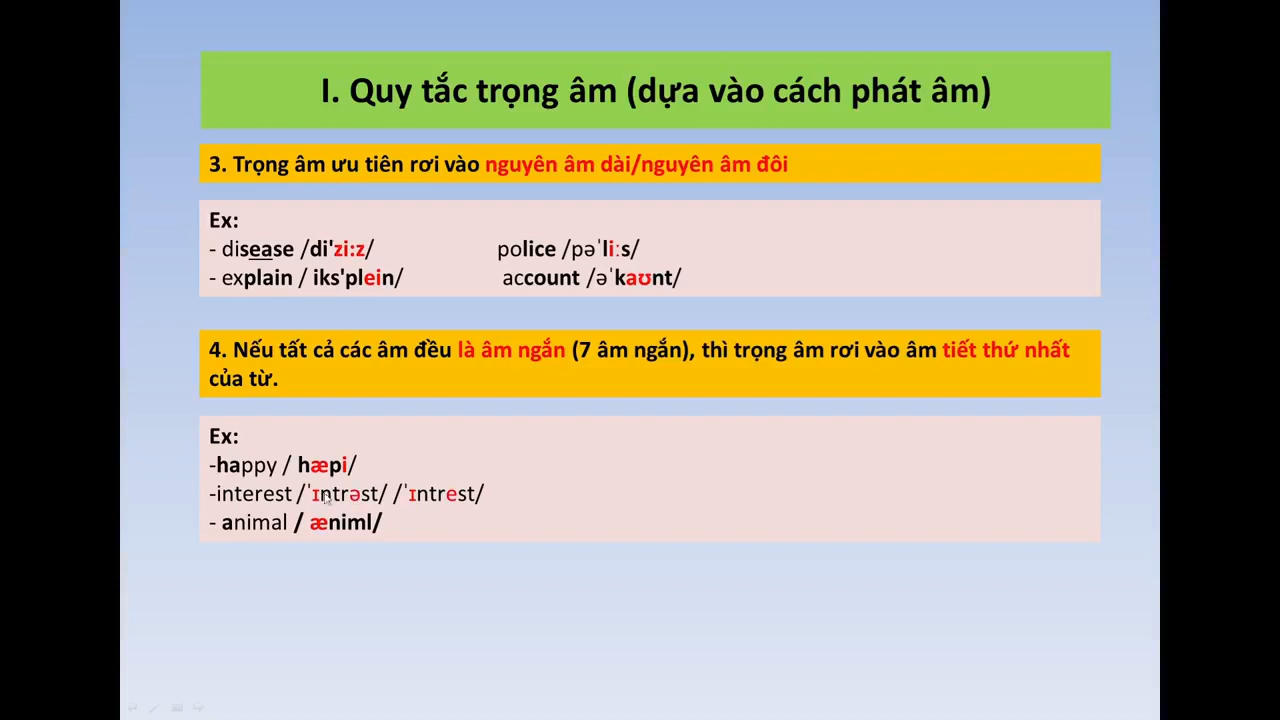 I. Quy tắc trọng âm (dựa vào cách phát âm)
3. Trọng âm ưu tiên rơi vào nguyên âm dài/nguyên âm đôi
Ex:
- disease /di'zi:z/ police /pəˈliːs/
- explain / iks'plein/ account /əˈkaʊnt/
4. Nếu tất cả các âm đều là âm ngắn (7 âm ngắn), thì trọng âm rơi vào âm tiết thứ nhất
của từ.
Ex:
-happy / hæpi/
-interest /ˈɪntrəst/ /ˈɪntrest/
- animal / æniml/